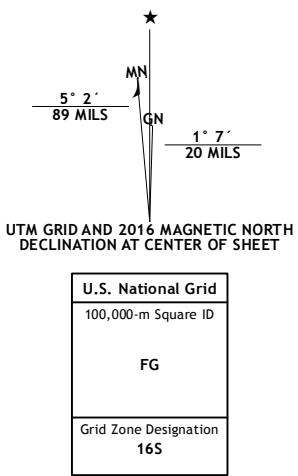 ★
MN
GN
5° 2´
89 MILS
1° 7´
20 MILS
UTM GRID AND 2016 MAGNETIC NORTH
DECLINATION AT CENTER OF SHEET
U.S. National Grid
100,000-m Square ID
FG
Grid Zone Designation
16S